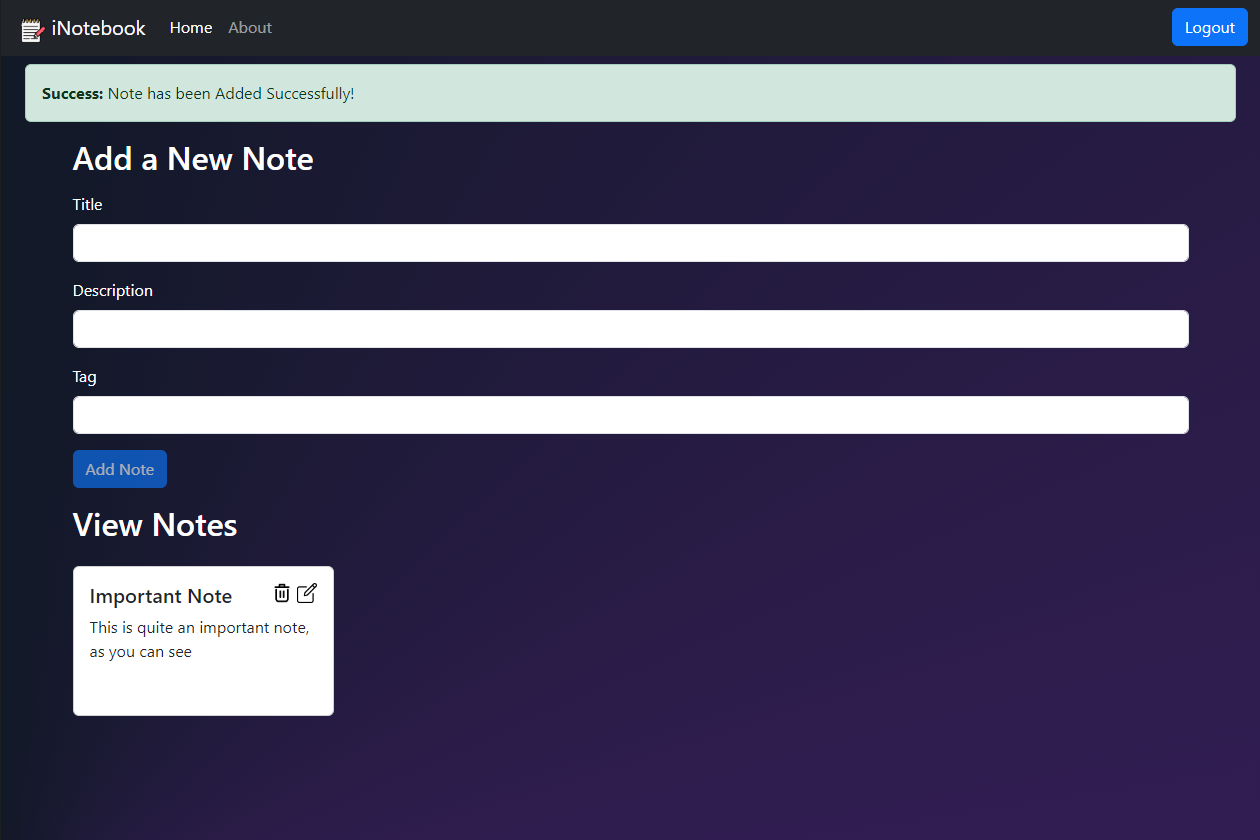 iNotebook Home About Logout
Success: Note has been Added Successfully!
Add a New Note
Title
Description
Tag
Add Note
View Notes
Important Note
This is quite an important note,
as you can see